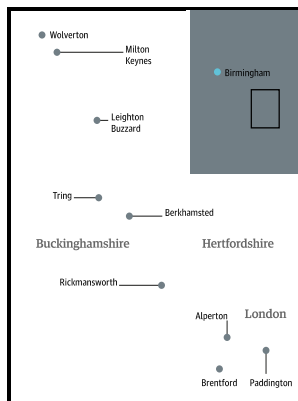 Wolverton
Milton
Keynes
Birmingham
Leighton
Buzzard
Tring
Berkhamsted
Buckinghamshire
Hertfordshire
Rickmansworth
Alperton
London
Brentford
Paddington